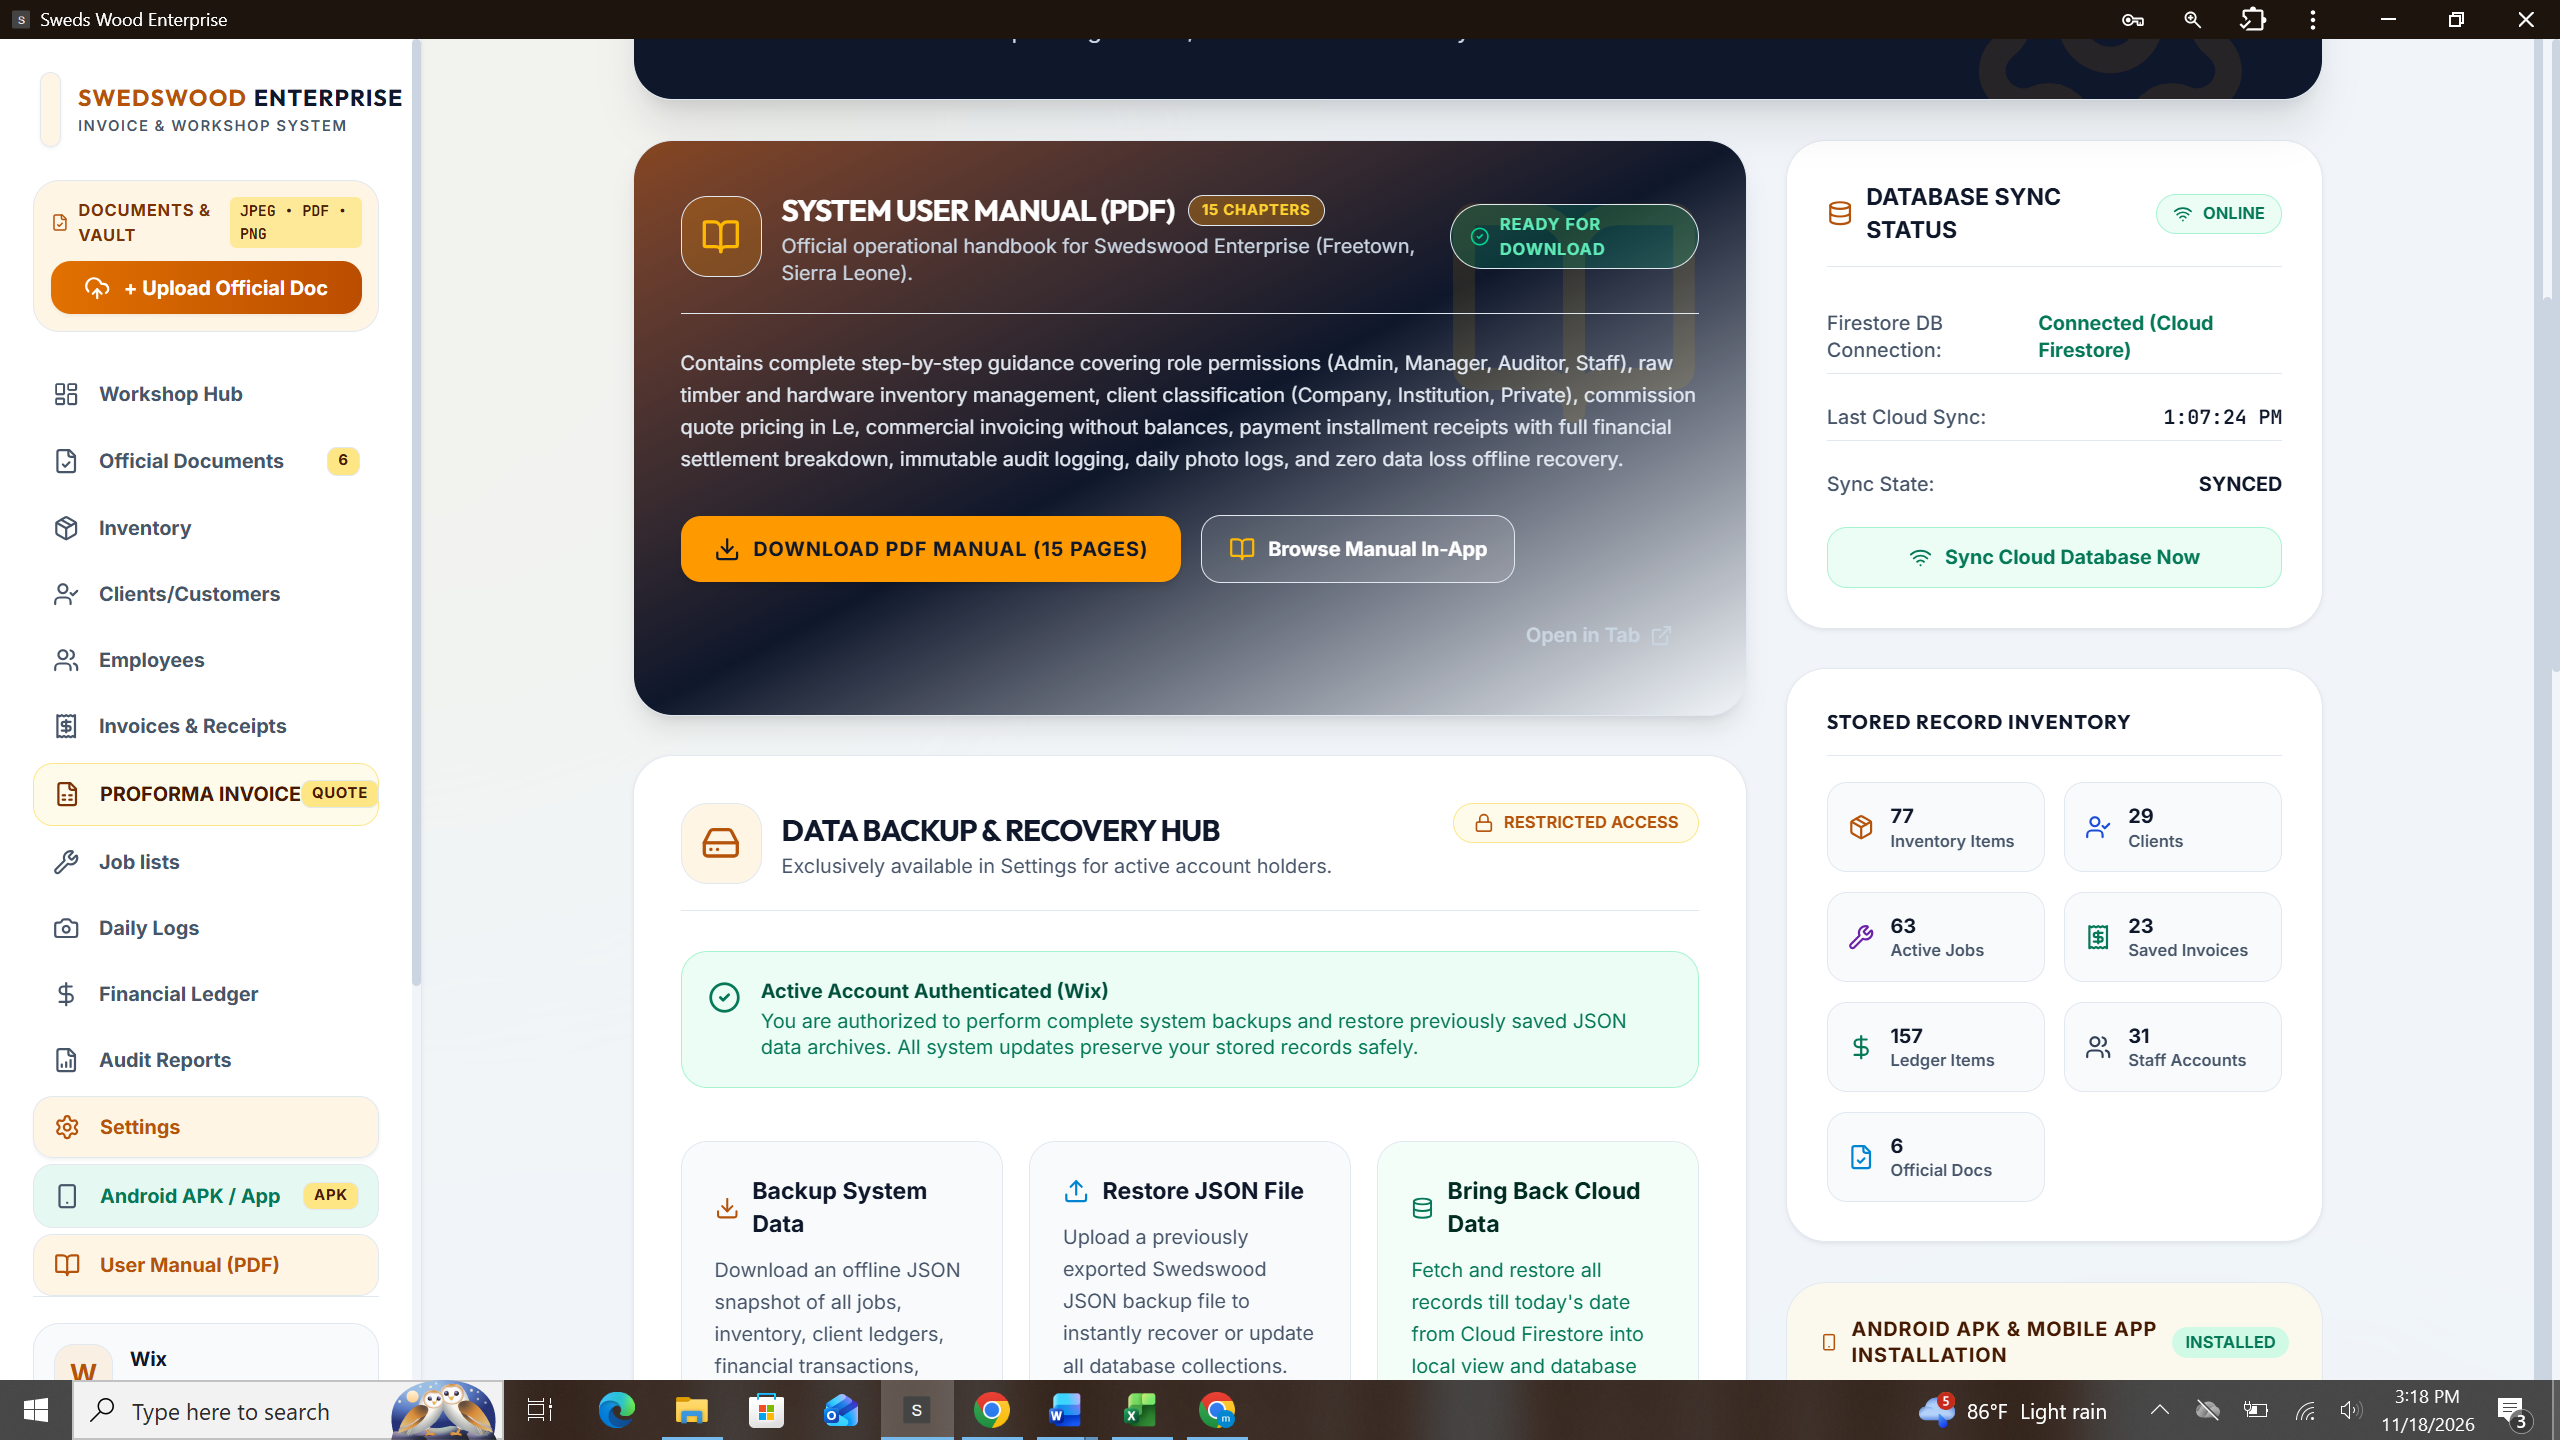 S Sweds Wood Enterprise
SWEDSWOOD ENTERPRISE
INVOICE & WORKSHOP SYSTEM
DOCUMENTS &
VAULT
JPEG • PDF •
PNG
+ Upload Official Doc
Workshop Hub
Official Documents 6
Inventory
Clients/Customers
Employees
Invoices & Receipts
PROFORMA INVOICE QUOTE
Job lists
Daily Logs
Financial Ledger
Audit Reports
Settings
Android APK / App APK
User Manual (PDF)
W
Wix
SYSTEM USER MANUAL (PDF) 15 CHAPTERS
Official operational handbook for Swedswood Enterprise (Freetown,
Sierra Leone).
READY FOR
DOWNLOAD
Contains complete step-by-step guidance covering role permissions (Admin, Manager, Auditor, Staff), raw
timber and hardware inventory management, client classification (Company, Institution, Private), commission
quote pricing in Le, commercial invoicing without balances, payment installment receipts with full financial
settlement breakdown, immutable audit logging, daily photo logs, and zero data loss offline recovery.
DOWNLOAD PDF MANUAL (15 PAGES)
Browse Manual In-App
Open in Tab
DATA BACKUP & RECOVERY HUB
Exclusively available in Settings for active account holders.
RESTRICTED ACCESS
Active Account Authenticated (Wix)
You are authorized to perform complete system backups and restore previously saved JSON
data archives. All system updates preserve your stored records safely.
Backup System
Data
Download an offline JSON
snapshot of all jobs,
inventory, client ledgers,
financial transactions,
Restore JSON File
Upload a previously
exported Swedswood
JSON backup file to
instantly recover or update
all database collections.
Bring Back Cloud
Data
Fetch and restore all
records till today's date
from Cloud Firestore into
local view and database
DATABASE SYNC
STATUS
ONLINE
Firestore DB
Connection:
Connected (Cloud
Firestore)
Last Cloud Sync: 1:07:24 PM
Sync State: SYNCED
Sync Cloud Database Now
STORED RECORD INVENTORY
77
Inventory Items
29
Clients
63
Active Jobs
23
Saved Invoices
157
Ledger Items
31
Staff Accounts
6
Official Docs
ANDROID APK & MOBILE APP
INSTALLATION
INSTALLED
Type here to search
S
5
86°F Light rain
3:18 PM
11/18/2026
3